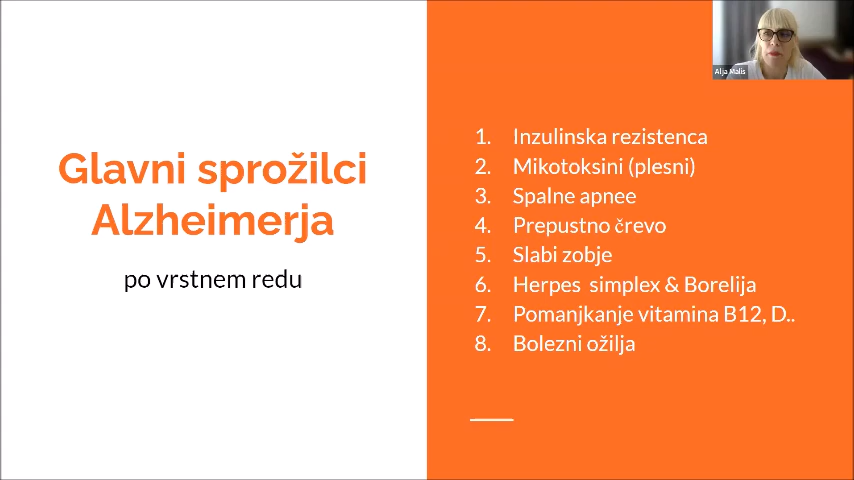 Alja Malis
Glavni sprožilci
Alzheimerja
po vrstnem redu
1. Inzulinska rezistenca
2. Mikotoksini (plesni)
3. Spalne apnee
4. Prepustno črevo
5. Slabi zobje
6. Herpes simplex & Borelija
7. Pomanjkanje vitamina B12, D..
8. Bolezni ožilja